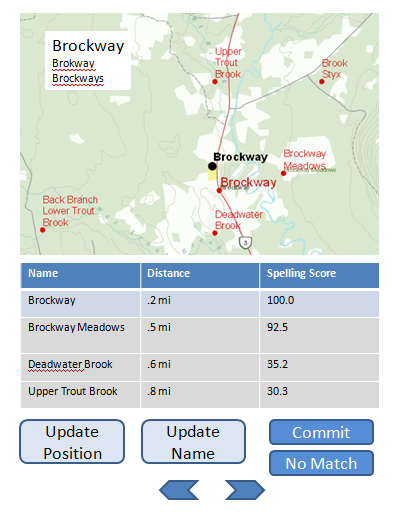 Brockway
Brokway
Brockways
Upper
Trout
Brook
Brook
Styx
Brockway
Brockway
Meadows
Brockway
Back Branch
Lower Trout
Brook
Deadwater
Brook
3
Name Distance Spelling Score
Brockway .2 mi 100.0
Brockway Meadows .5 mi 92.5
Deadwater Brook .6 mi 35.2
Upper Trout Brook .8 mi 30.3
Update
Position
Update
Name
Commit
No Match